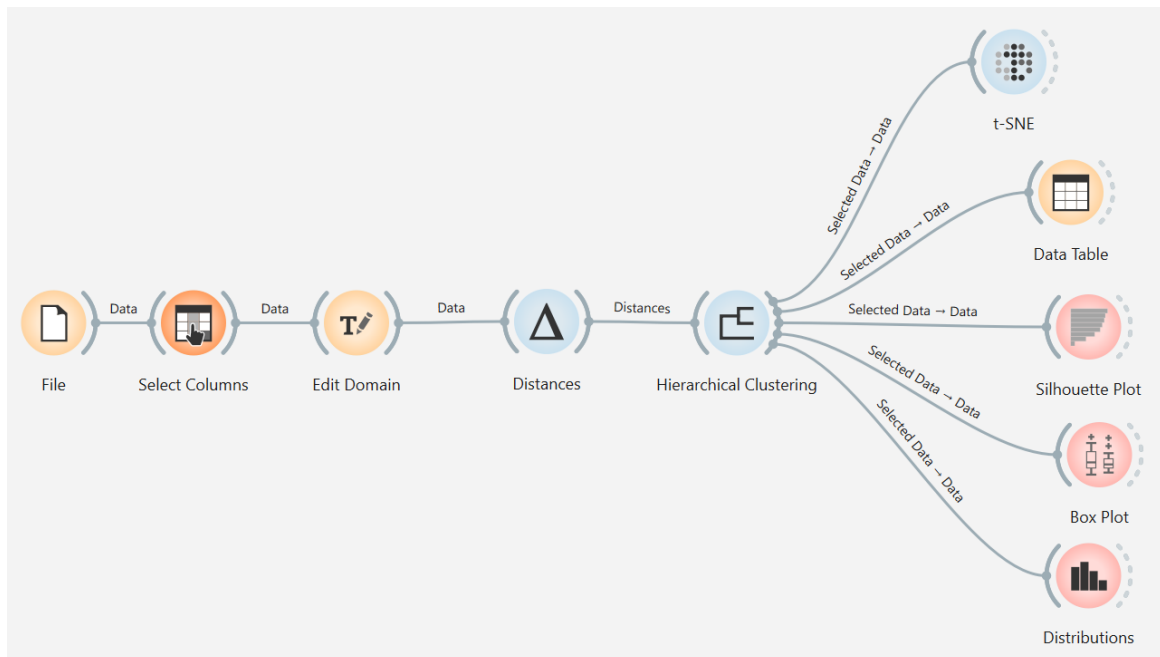 Selected Data → Data
t-SNE
Selected Data → Data
Data Table
Data
Data
Data
Distances
Selected Data → Data
File
Select Columns
Edit Domain
Distances
Hierarchical Clustering
Silhouette Plot
Selected Data → Data
Box Plot
Selected Data → Data
Distributions